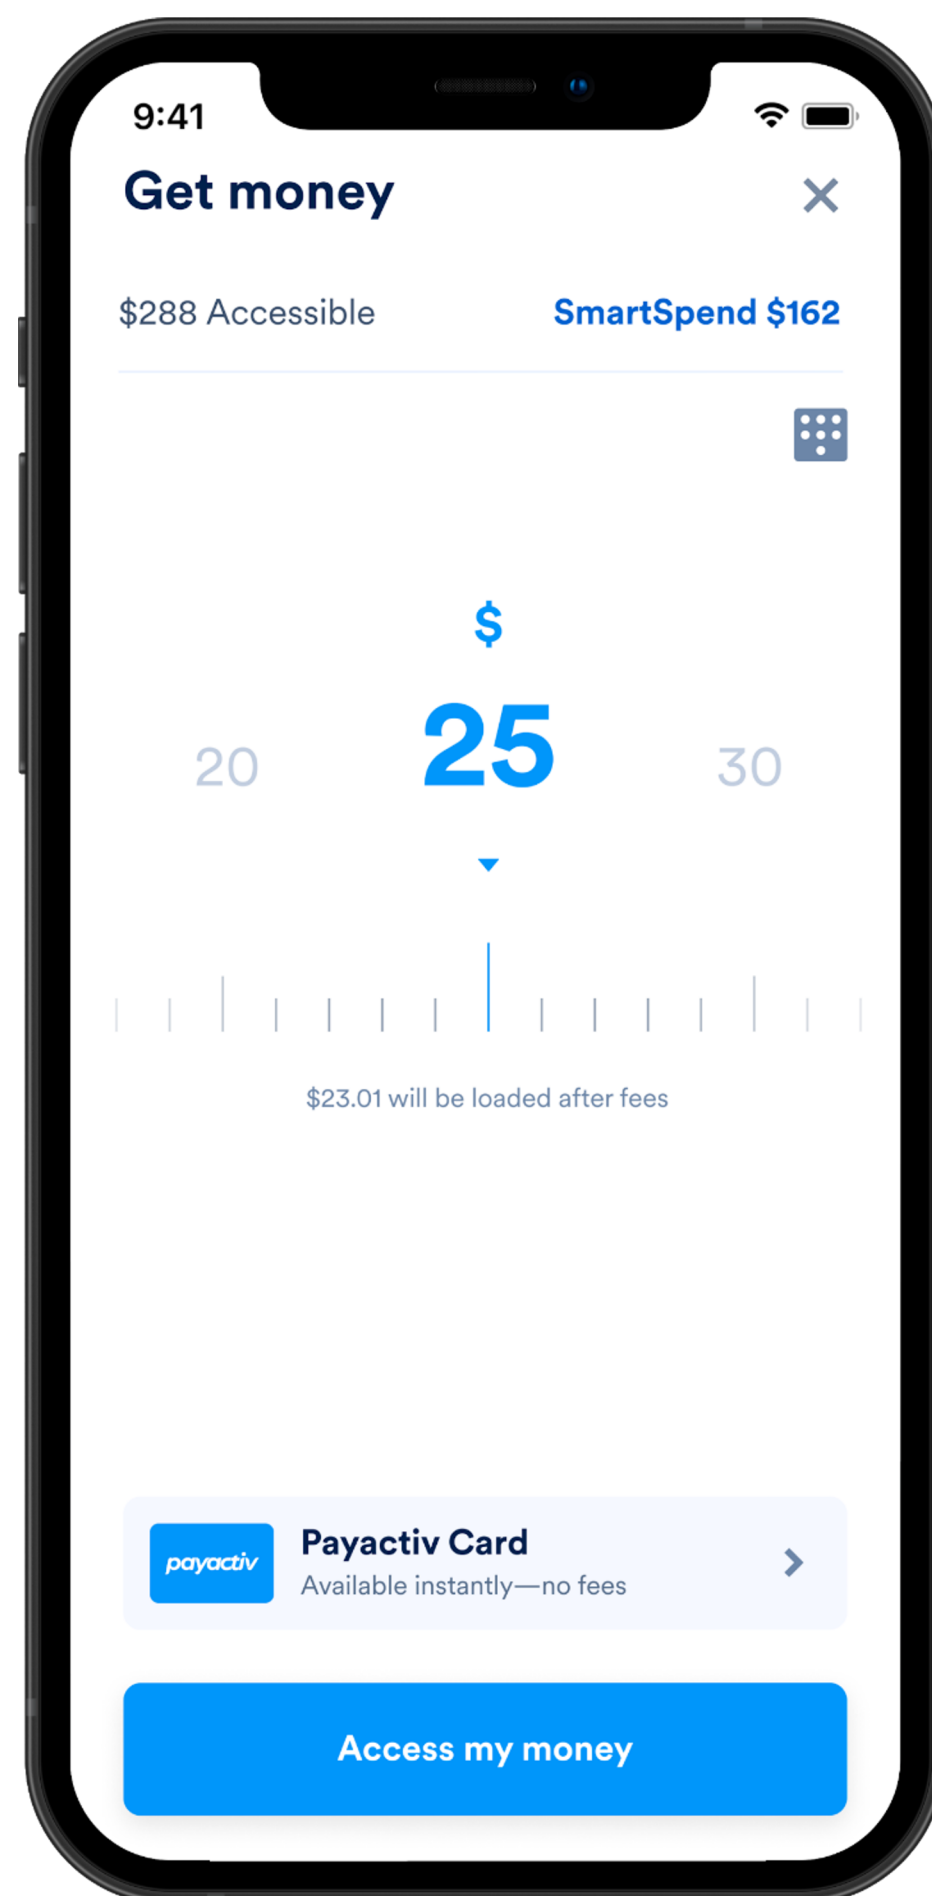 9:41
Get money
$288 Accessible SmartSpend $162
$
20 25 30
$23.01 will be loaded after fees
payactiv
Payactiv Card
Available instantly—no fees
Access my money